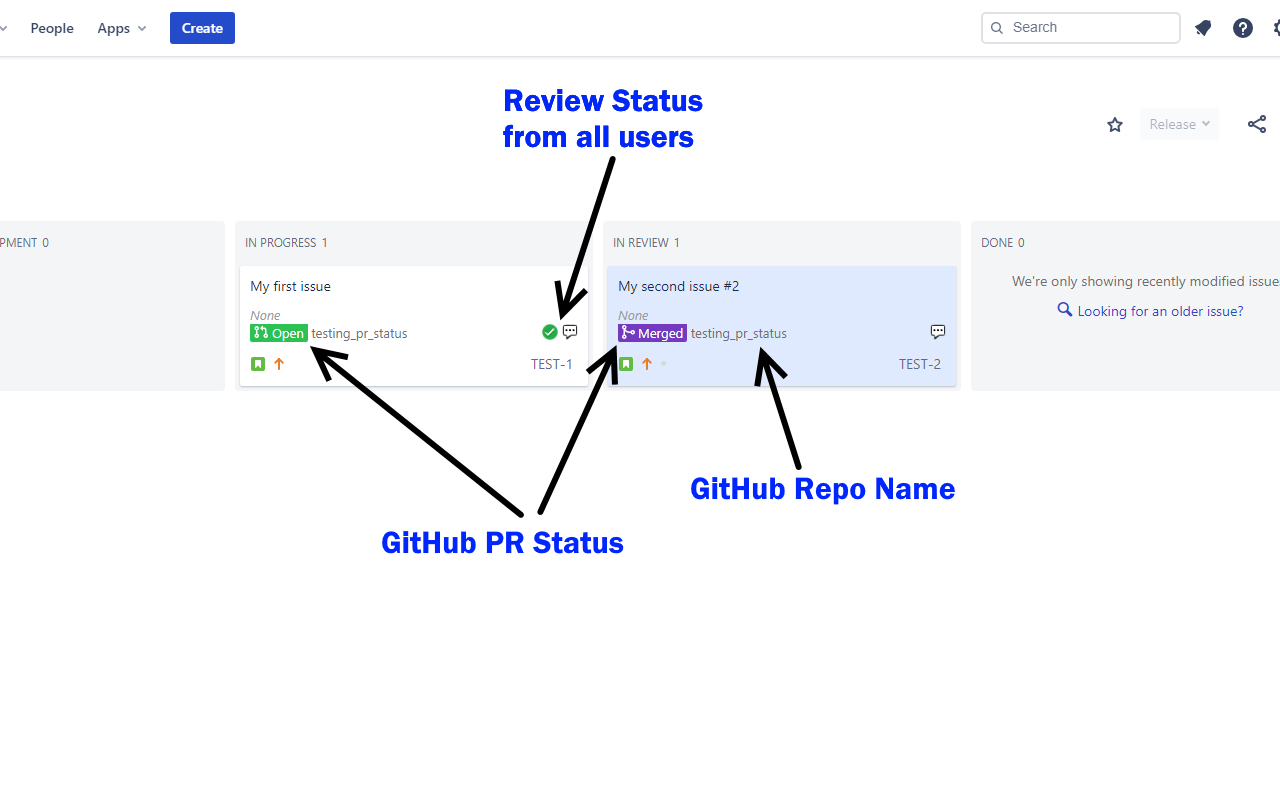 People Apps Create Search
Review Status
from all users
Release
PMENT 0
IN PROGRESS 1
IN REVIEW 1
DONE 0
My first issue
None
Open testing_pr_status
TEST-1
My second issue #2
None
Merged testing_pr_status
TEST-2
We're only showing recently modified issues
Looking for an older issue?
GitHub Repo Name
GitHub PR Status